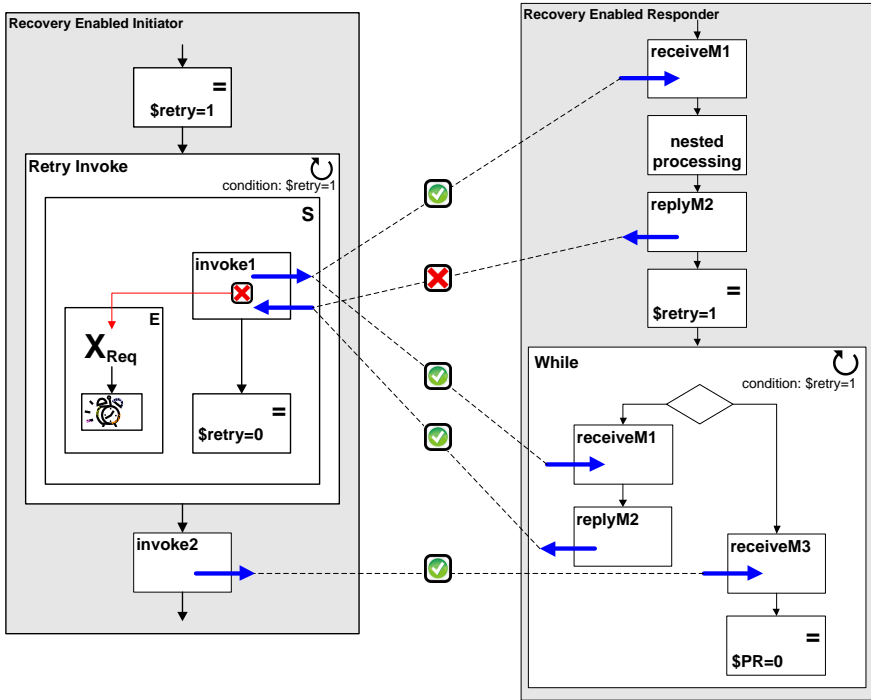 Recovery Enabled Initiator
=
$retry=1
Retry Invoke
condition: $retry=1
S
invoke1
E
XReq
=
$retry=0
invoke2
Recovery Enabled Responder
receiveM1
nested
processing
replyM2
=
$retry=1
While
condition: $retry=1
receiveM1
replyM2
receiveM3
=
$PR=0